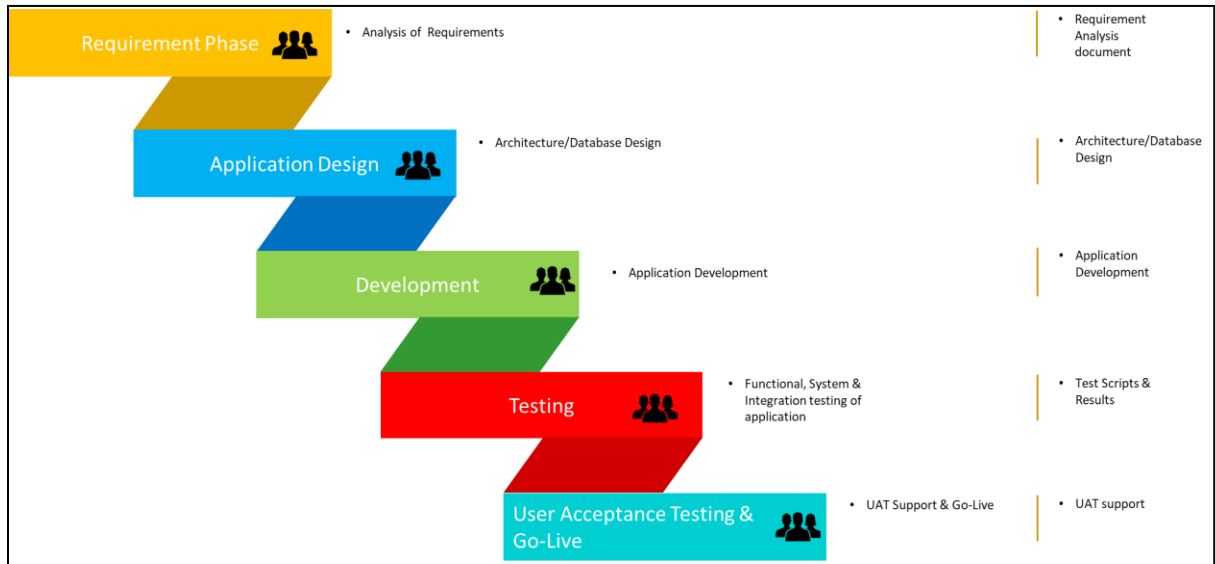 Requirement Phase
• Analysis of Requirements
• Requirement
Analysis
document
Application Design
• Architecture/Database Design
• Architecture/Database
Design
Development
• Application Development
• Application
Development
Testing
• Functional, System &
Integration testing of
application
• Test Scripts &
Results
User Acceptance Testing &
Go-Live
• UAT Support & Go-Live
• UAT support